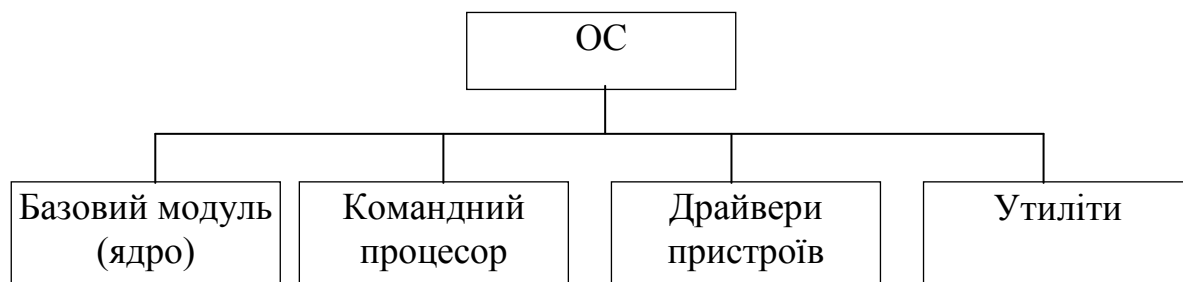 ОС
Базовий модуль
(ядро)
Командний
процесор
Драйвери
пристроїв
Утиліти